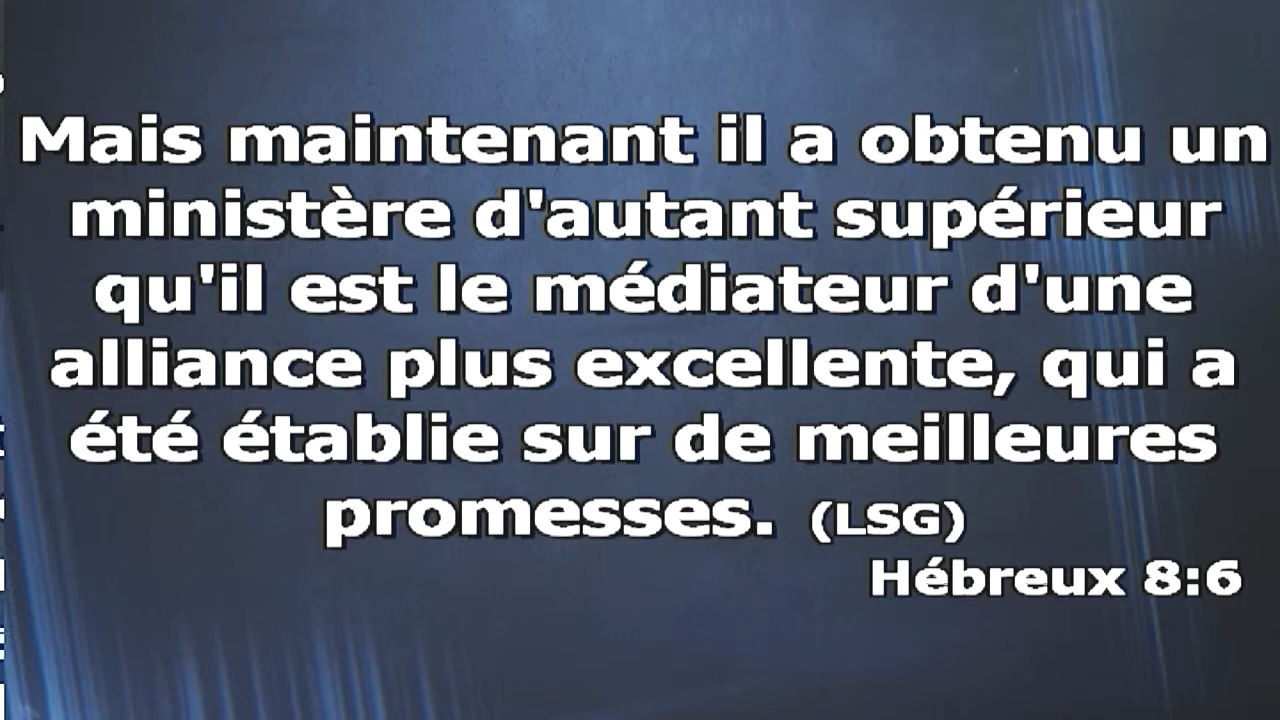 Mais maintenant il a obtenu un
ministère d'autant supérieur
qu'il est le médiateur d'une
alliance plus excellente, qui a
été établie sur de meilleures
promesses. (LSG)
Hébreux 8:6